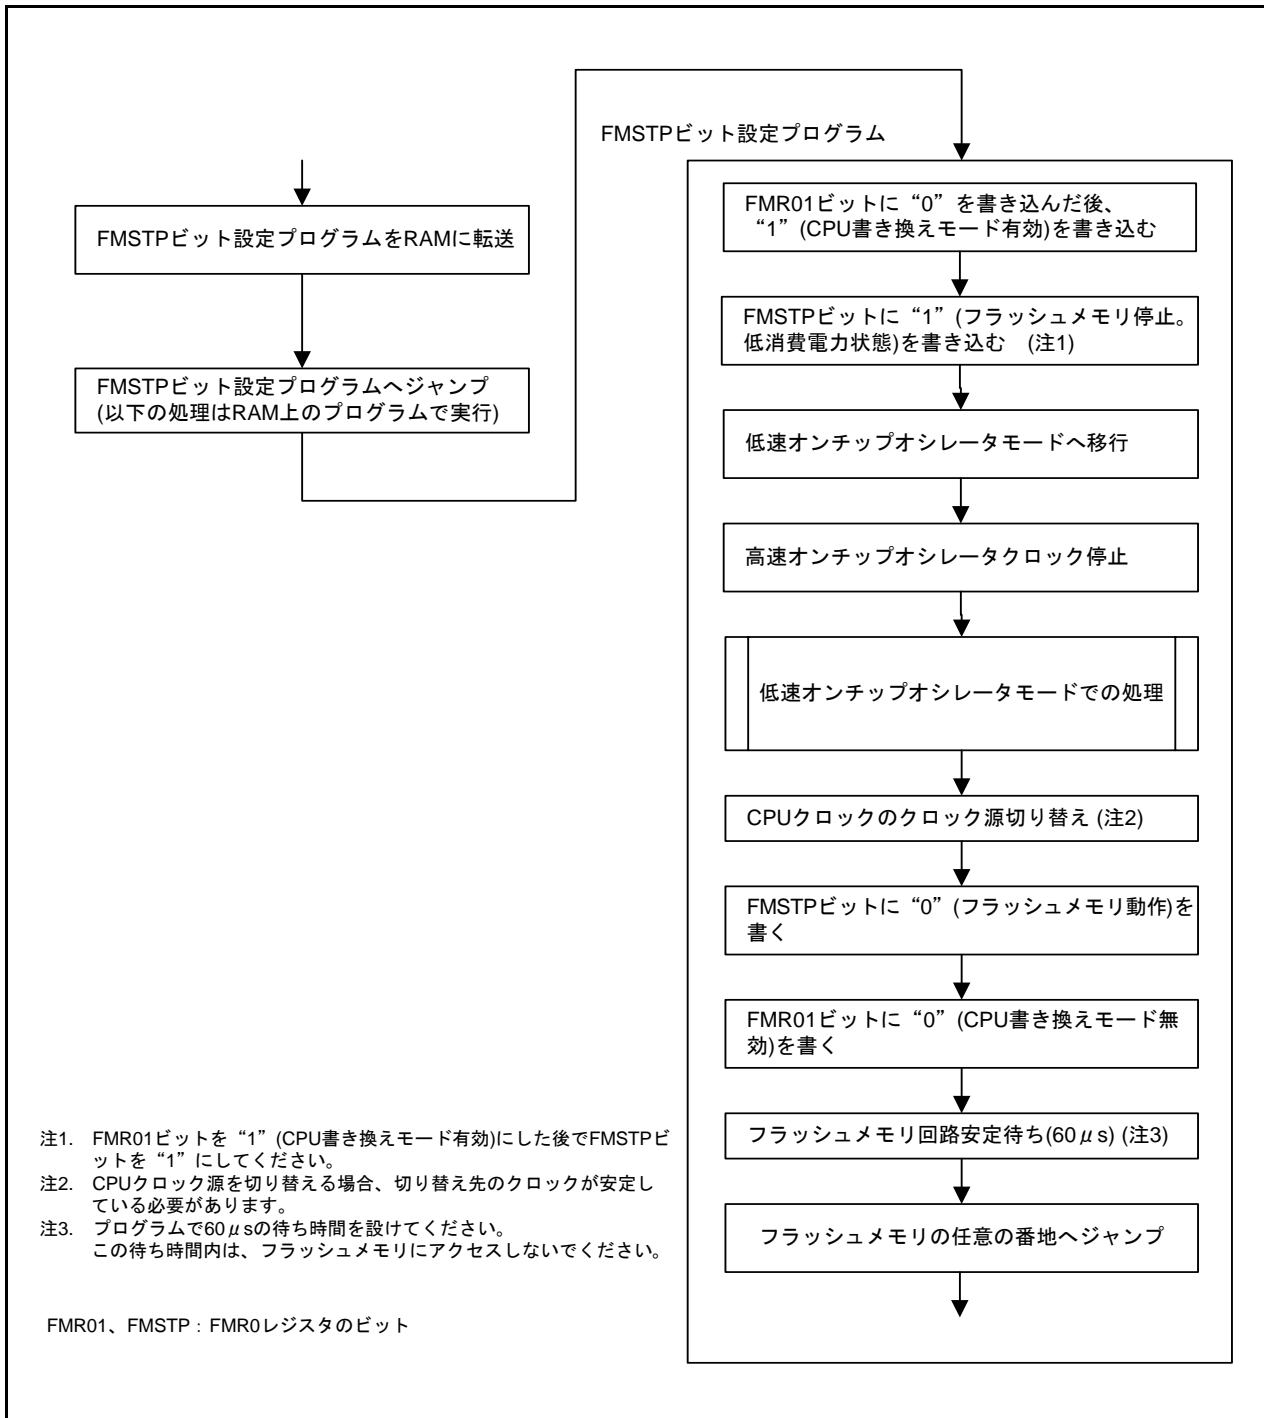 FMSTPビット設定プログラムをRAMに転送
FMSTPビット設定プログラムへジャンプ
(以下の処理はRAM上のプログラムで実行)
FMSTPビット設定プログラム
FMR01ビットに“0”を書き込んだ後、
“1”(CPU書き換えモード有効)を書き込む
FMSTPビットに“1”(フラッシュメモリ停止。
低消費電力状態)を書き込む (注1)
低速オンチップオシレータモードへ移行
高速オンチップオシレータクロック停止
低速オンチップオシレータモードでの処理
CPUクロックのクロック源切り替え (注2)
FMSTPビットに“0”(フラッシュメモリ動作)を
書く
FMR01ビットに“0”(CPU書き換えモード無
効)を書く
フラッシュメモリ回路安定待ち(60μs) (注3)
フラッシュメモリの任意の番地へジャンプ
注1. FMR01ビットを“1”(CPU書き換えモード有効)にした後でFMSTPビ
ットを“1”にしてください。
注2. CPUクロック源を切り替える場合、切り替え先のクロックが安定し
ている必要があります。
注3. プログラムで60μsの待ち時間を設けてください。
この待ち時間内は、フラッシュメモリにアクセスしないでください。
FMR01、FMSTP : FMR0レジスタのビット